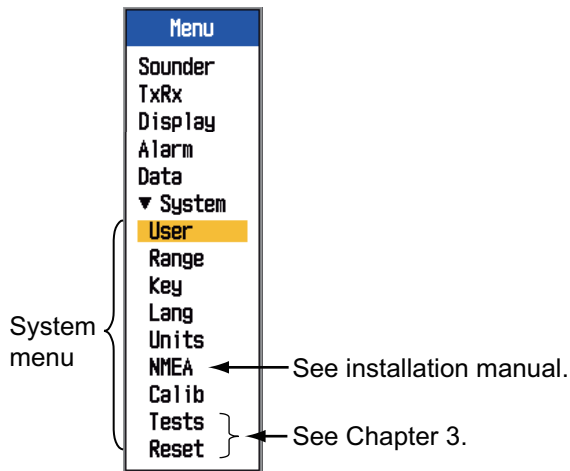 Menu
Sounder
TxRx
Display
Alarm
Data
▼ System
User
Range
Key
Lang
Units
NMEA
Calib
Tests
Reset
System
menu
See installation manual.
See Chapter 3.